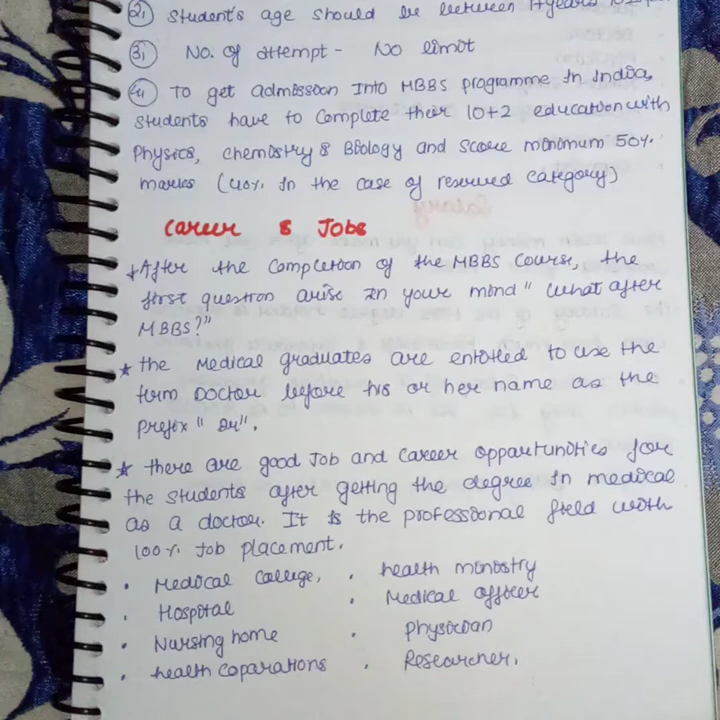 (2) Student's age should be between 17 years
(3) No. of attempt - No limit
(4) To get admission Into MBBS programme In India,
students have to complete their 10+2 education with
Physics, chemistry & Biology and score minimum 50%.
marks (40%. In the case of reserved category)
Career & Jobs
* After the completion of the MBBS Course, the
first question arise In your mind "What after
MBBS?"
* the Medical graduates are entitled to use the
term Doctor before his or her name as the
prefix "Dr".
* there are good Job and career opportunities for
the students after getting the degree In medical
as a doctor. It is the professional field with
100% Job placement.
• Medical College, • health ministry
• Hospital • Medical officer
• Nursing home • Physician
• health coparations • Researcher.